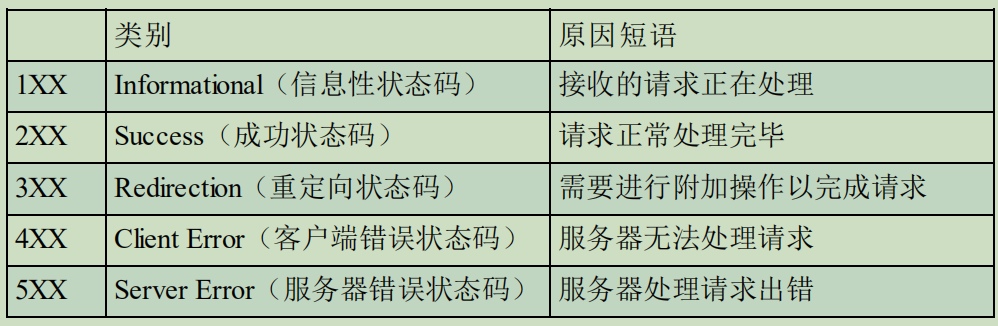 类别 原因短语
1XX Informational（信息性状态码） 接收的请求正在处理
2XX Success（成功状态码） 请求正常处理完毕
3XX Redirection（重定向状态码） 需要进行附加操作以完成请求
4XX Client Error（客户端错误状态码） 服务器无法处理请求
5XX Server Error（服务器错误状态码） 服务器处理请求出错